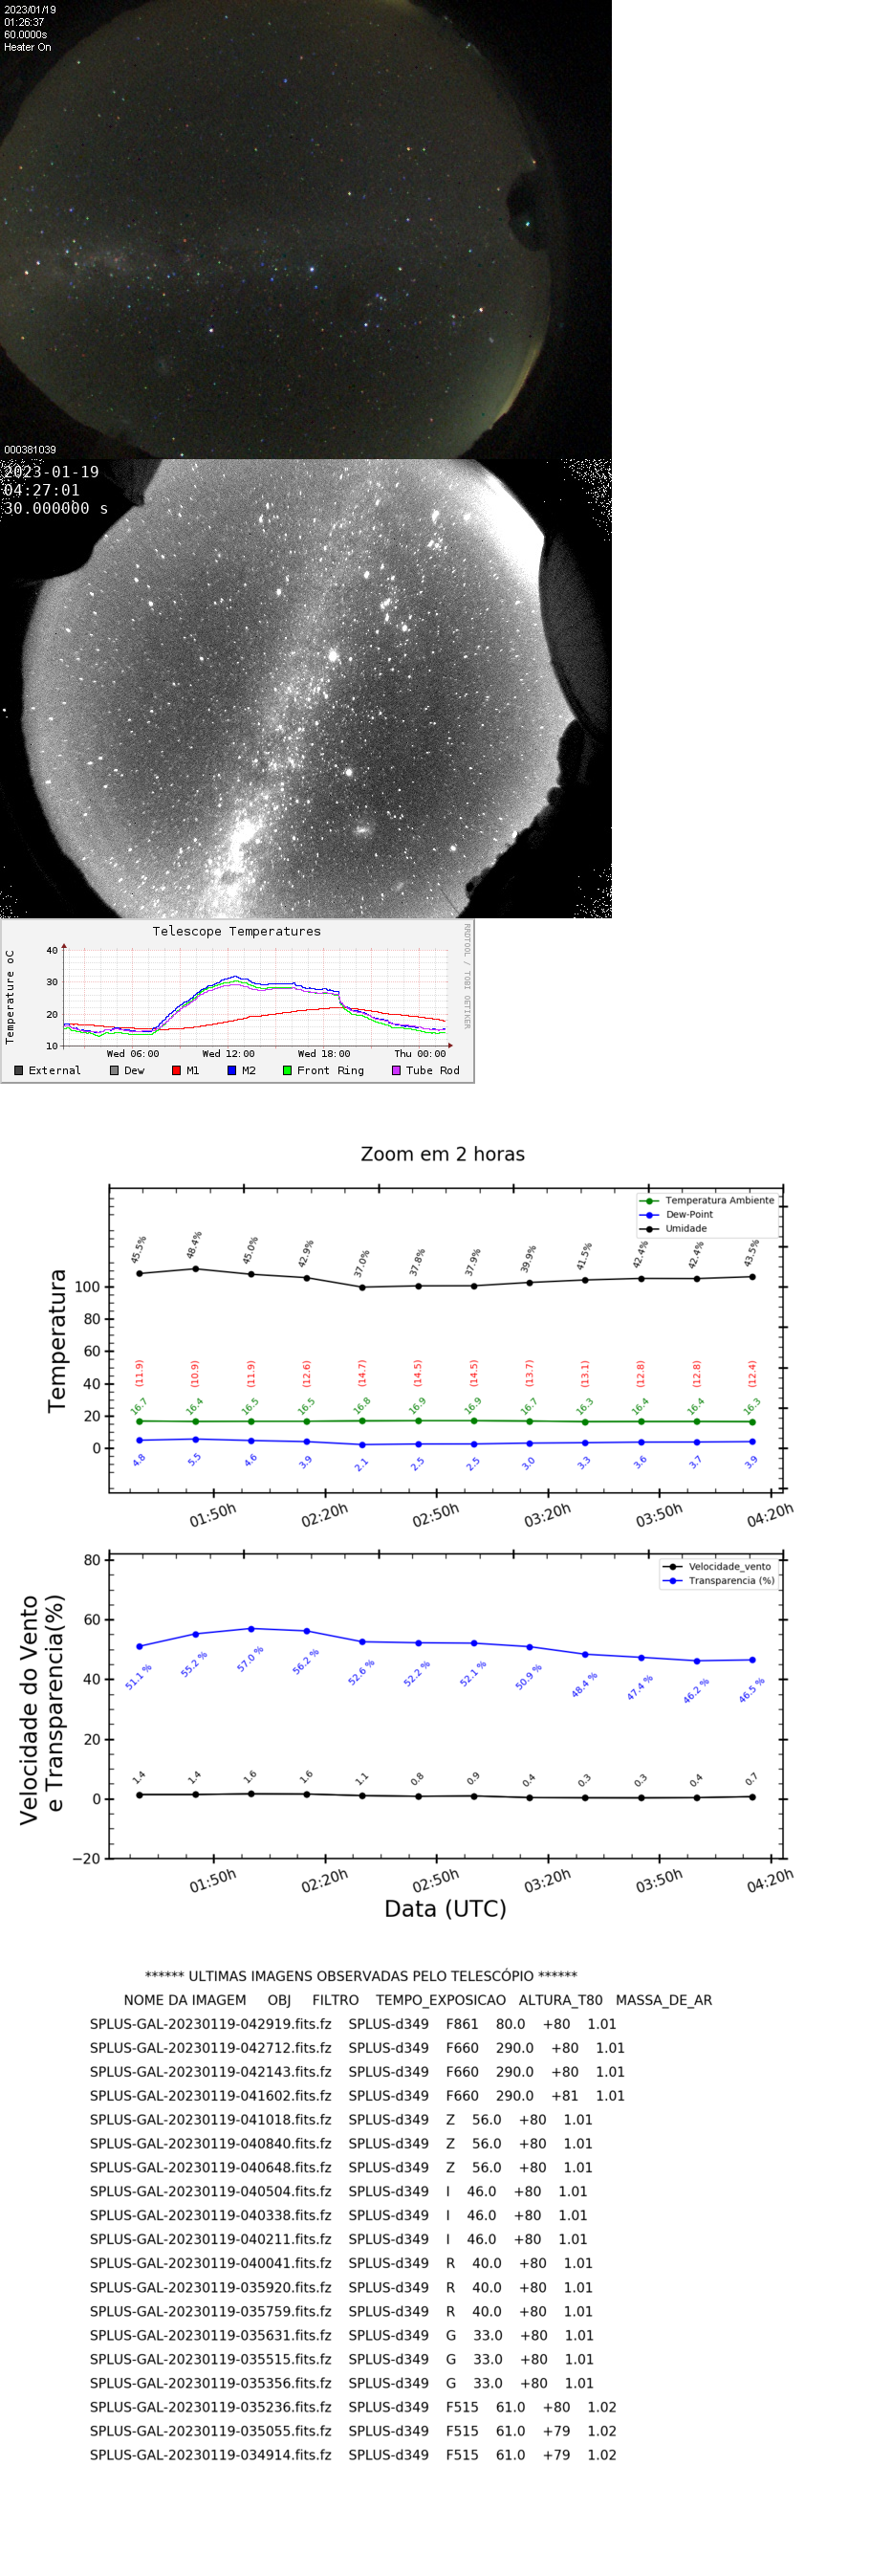 2023/01/19
01:26:37
60.0000s
Heater On
000381039
2023-01-19
04:27:01
30.000000 s
Telescope Temperatures
RRDTOOL / TOBI OETIKER
Temperature oC
40
30
20
10
Wed 06:00 Wed 12:00 Wed 18:00 Thu 00:00
External Dew M1 M2 Front Ring Tube Rod
Zoom em 2 horas
Temperatura Ambiente
Dew-Point
Umidade
Temperatura
45.5% 48.4% 45.0% 42.9% 37.0% 37.8% 37.9% 39.9% 41.5% 42.4% 42.4% 43.5%
100
80
60
40
20
0
(11.9) (10.9) (11.9) (12.6) (14.7) (14.5) (14.5) (13.7) (13.1) (12.8) (12.8) (12.4)
16.7 16.4 16.5 16.5 16.8 16.9 16.9 16.7 16.3 16.4 16.4 16.3
4.8 5.5 4.6 3.9 2.1 2.5 2.5 3.0 3.3 3.6 3.7 3.9
01:50h 02:20h 02:50h 03:20h 03:50h 04:20h
Velocidade_vento
Transparencia (%)
Velocidade do Vento
e Transparencia(%)
80
60
40
20
0
−20
51.1 % 55.2 % 57.0 % 56.2 % 52.6 % 52.2 % 52.1 % 50.9 % 48.4 % 47.4 % 46.2 % 46.5 %
1.4 1.4 1.6 1.6 1.1 0.8 0.9 0.4 0.3 0.3 0.4 0.7
01:50h 02:20h 02:50h 03:20h 03:50h 04:20h
Data (UTC)
****** ULTIMAS IMAGENS OBSERVADAS PELO TELESCÓPIO ******
NOME DA IMAGEM OBJ FILTRO TEMPO_EXPOSICAO ALTURA_T80 MASSA_DE_AR
SPLUS-GAL-20230119-042919.fits.fz SPLUS-d349 F861 80.0 +80 1.01
SPLUS-GAL-20230119-042712.fits.fz SPLUS-d349 F660 290.0 +80 1.01
SPLUS-GAL-20230119-042143.fits.fz SPLUS-d349 F660 290.0 +80 1.01
SPLUS-GAL-20230119-041602.fits.fz SPLUS-d349 F660 290.0 +81 1.01
SPLUS-GAL-20230119-041018.fits.fz SPLUS-d349 Z 56.0 +80 1.01
SPLUS-GAL-20230119-040840.fits.fz SPLUS-d349 Z 56.0 +80 1.01
SPLUS-GAL-20230119-040648.fits.fz SPLUS-d349 Z 56.0 +80 1.01
SPLUS-GAL-20230119-040504.fits.fz SPLUS-d349 I 46.0 +80 1.01
SPLUS-GAL-20230119-040338.fits.fz SPLUS-d349 I 46.0 +80 1.01
SPLUS-GAL-20230119-040211.fits.fz SPLUS-d349 I 46.0 +80 1.01
SPLUS-GAL-20230119-040041.fits.fz SPLUS-d349 R 40.0 +80 1.01
SPLUS-GAL-20230119-035920.fits.fz SPLUS-d349 R 40.0 +80 1.01
SPLUS-GAL-20230119-035759.fits.fz SPLUS-d349 R 40.0 +80 1.01
SPLUS-GAL-20230119-035631.fits.fz SPLUS-d349 G 33.0 +80 1.01
SPLUS-GAL-20230119-035515.fits.fz SPLUS-d349 G 33.0 +80 1.01
SPLUS-GAL-20230119-035356.fits.fz SPLUS-d349 G 33.0 +80 1.01
SPLUS-GAL-20230119-035236.fits.fz SPLUS-d349 F515 61.0 +80 1.02
SPLUS-GAL-20230119-035055.fits.fz SPLUS-d349 F515 61.0 +79 1.02
SPLUS-GAL-20230119-034914.fits.fz SPLUS-d349 F515 61.0 +79 1.02